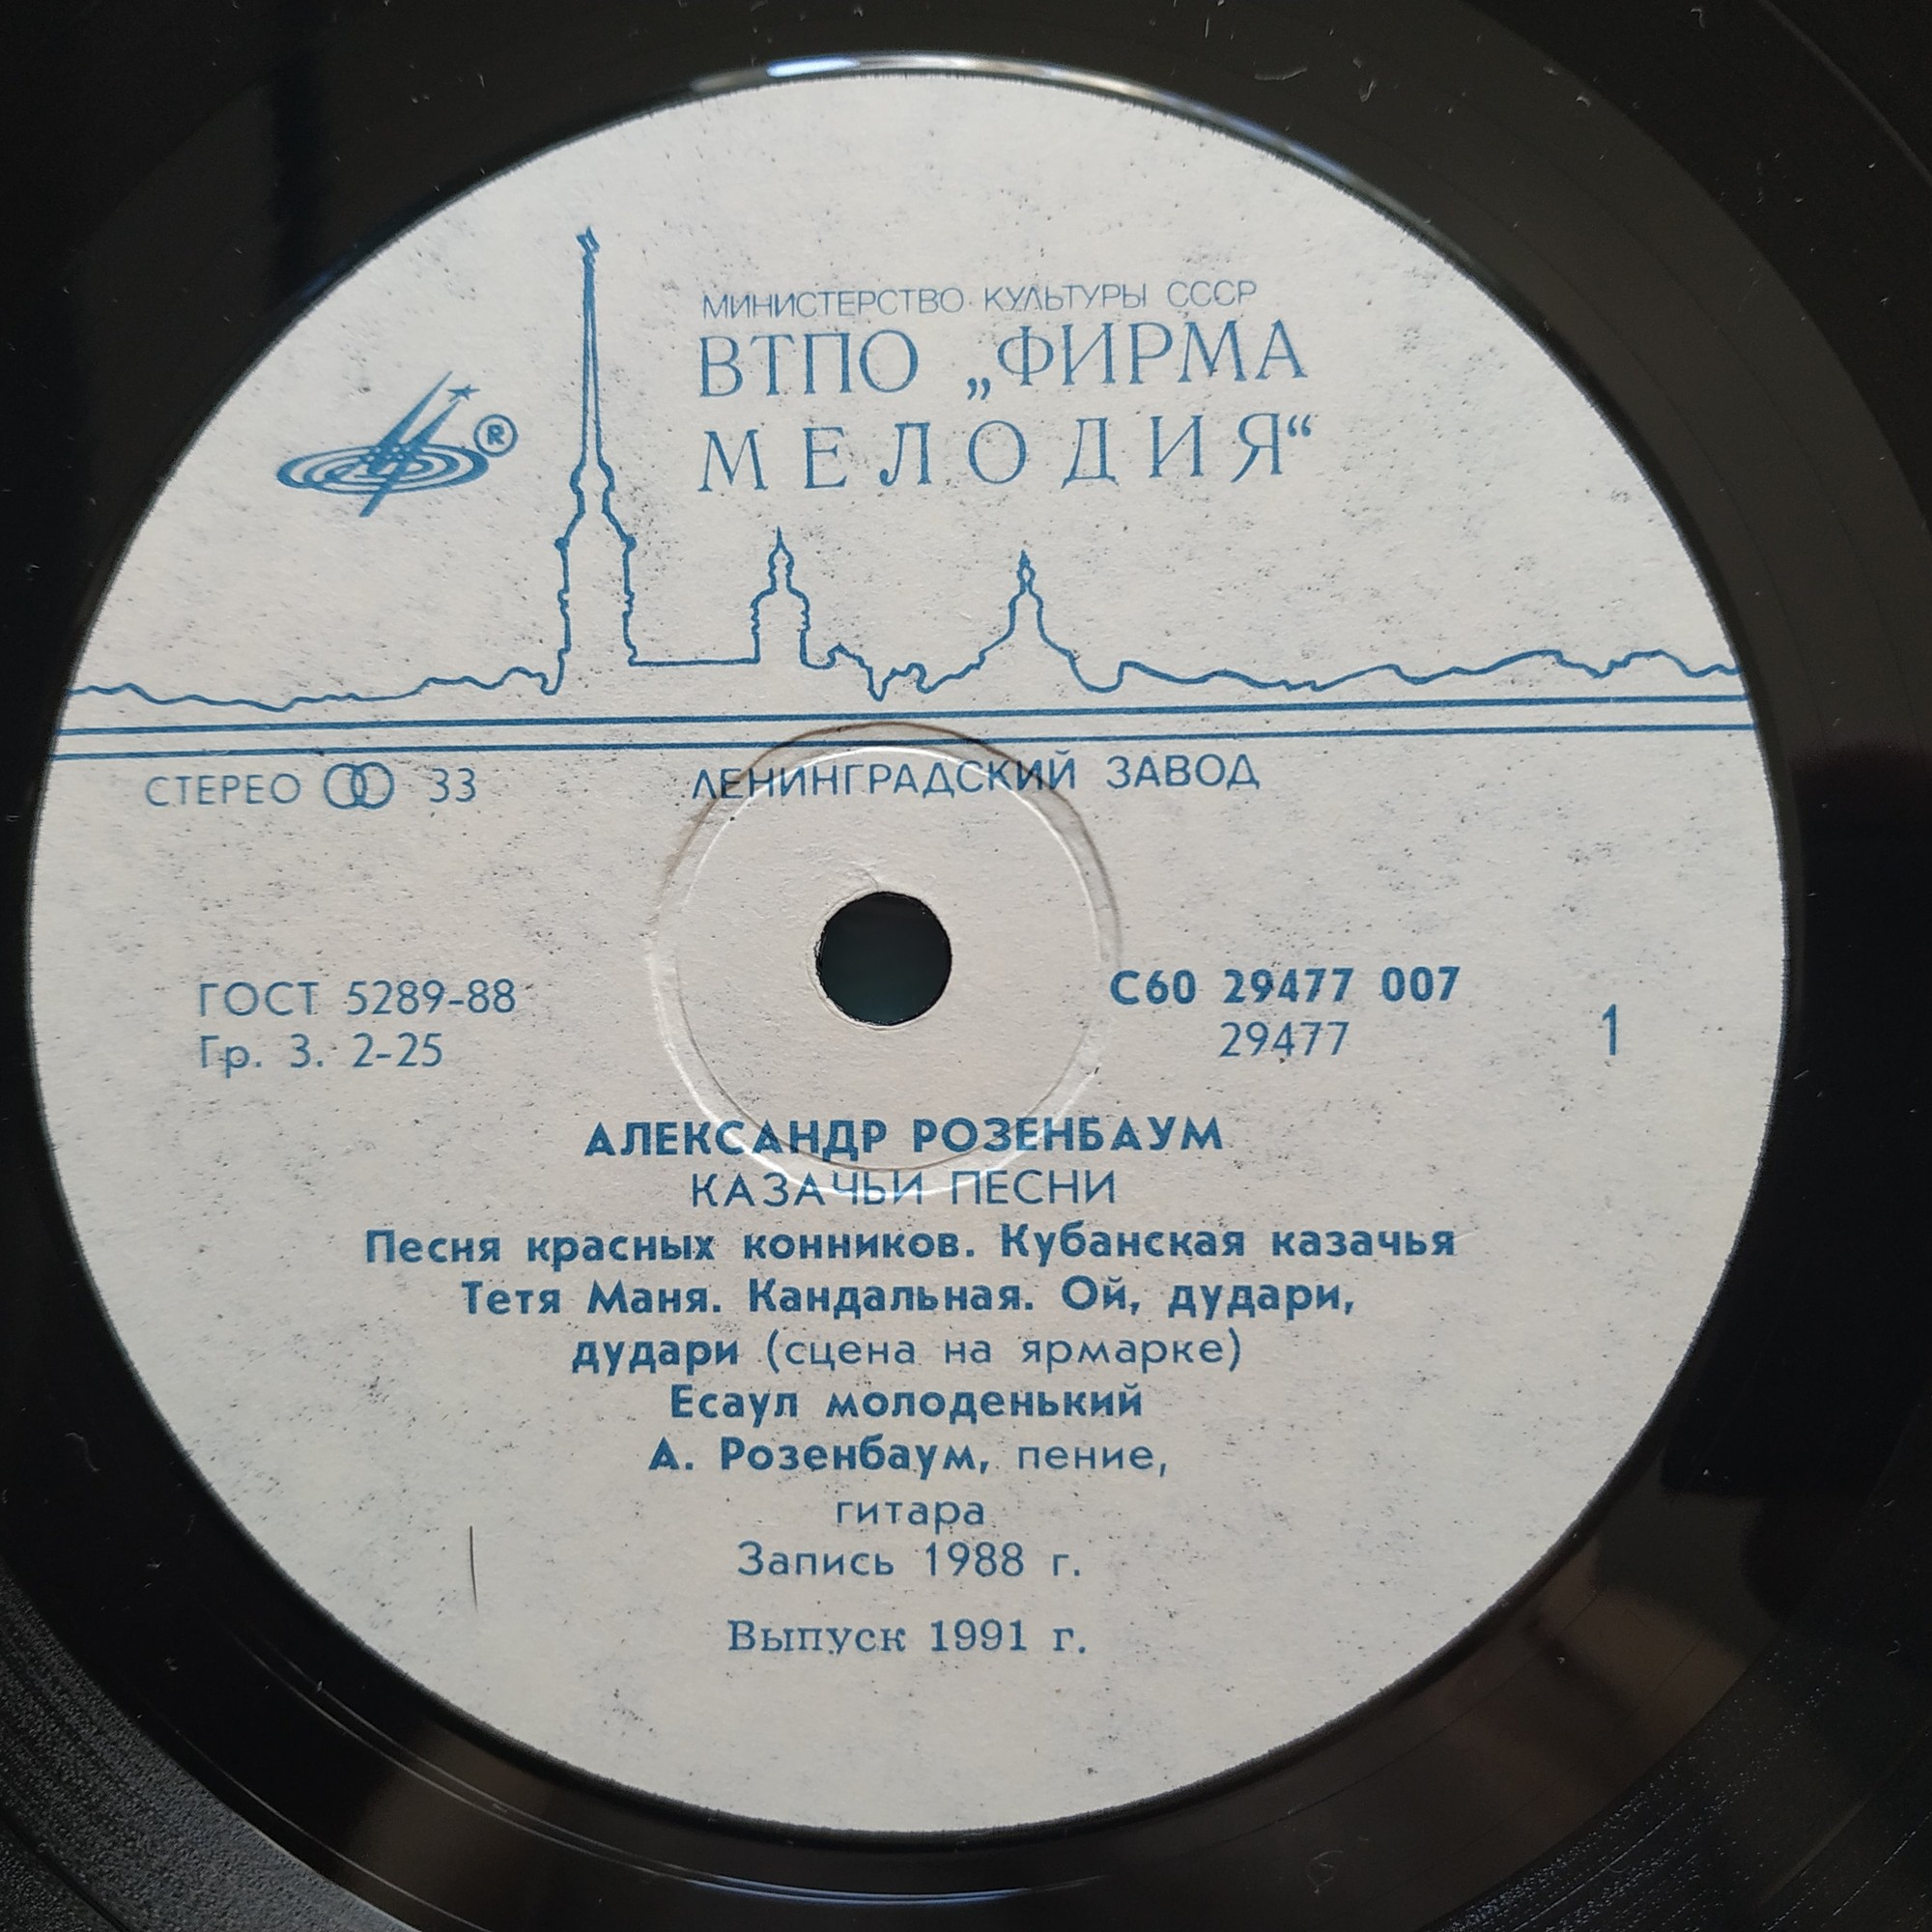 МИНИСТЕРСТВО КУЛЬТУРЫ СССР
ВТПО „ФИРМА
МЕЛОДИЯ“
®
СТЕРЕО 33
ЛЕНИНГРАДСКИЙ ЗАВОД
ГОСТ 5289-88
Гр. 3. 2-25
С60 29477 007
29477
1
АЛЕКСАНДР РОЗЕНБАУМ
КАЗАЧЬИ ПЕСНИ
Песня красных конников. Кубанская казачья
Тетя Маня. Кандальная. Ой, дудари,
дудари (сцена на ярмарке)
Есаул молоденький
А. Розенбаум, пение,
гитара
Запись 1988 г.
Выпуск 1991 г.